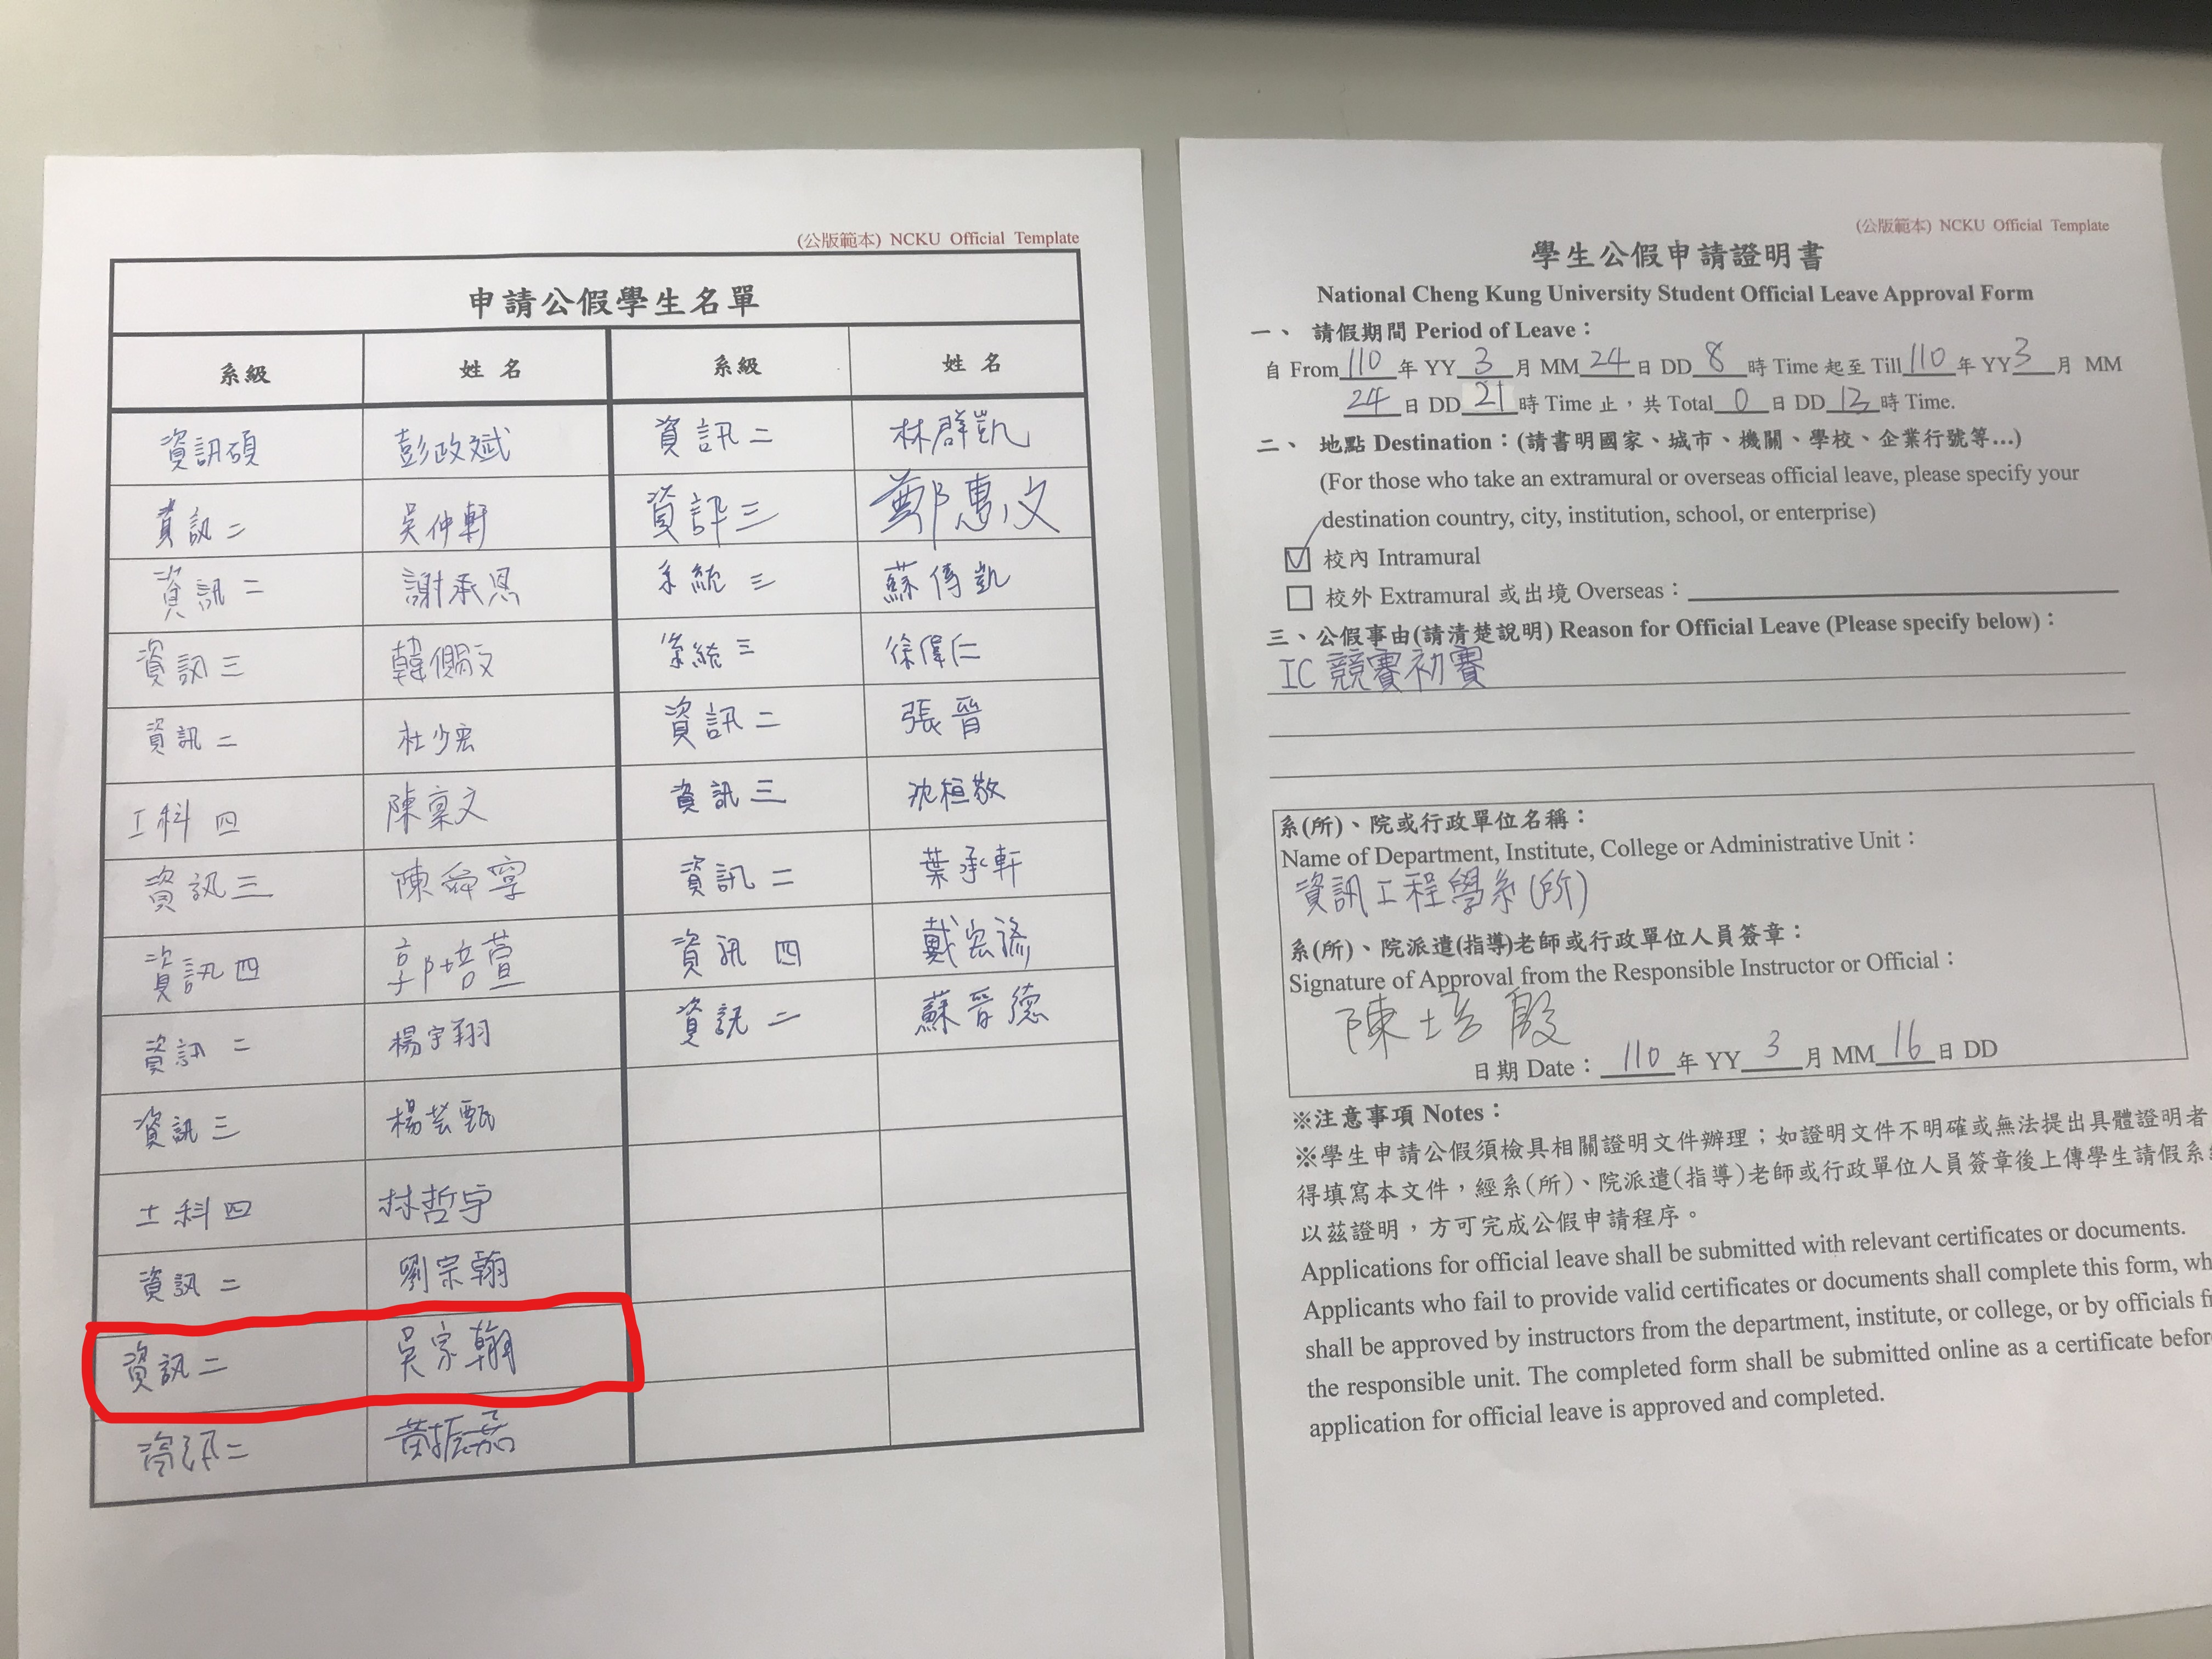 (公版範本) NCKU Official Template
申請公假學生名單
系級 姓名 系級 姓名
資訊碩 彭政斌 資訊二 林群凱
資訊二 吳仲軒 資訊三 鄭惠文
資訊二 謝承恩 系統三 蘇傳凱
資訊三 韓儩文 系統三 徐偉仁
資訊二 杜少宏 資訊二 張晉
工科四 陳稟文 資訊三 沈桓敬
資訊三 陳舜寧 資訊二 葉承軒
資訊四 郭培萱 資訊四 戴宏諺
資訊二 楊宇翔 資訊二 蘇晉德
資訊三 楊芸甄
工科四 林哲宇
資訊二 劉宗翰
資訊二 吳宗翰
資訊二 黃振嘉
(公版範本) NCKU Official Template
學生公假申請證明書
National Cheng Kung University Student Official Leave Approval Form
一、 請假期間 Period of Leave：
自 From 110 年 YY 3 月 MM 24 日 DD 8 時 Time 起至 Till 110 年 YY 3 月 MM
24 日 DD 21 時 Time 止，共 Total 0 日 DD 13 時 Time.
二、 地點 Destination：(請書明國家、城市、機關、學校、企業行號等…)
(For those who take an extramural or overseas official leave, please specify your
destination country, city, institution, school, or enterprise)
校內 Intramural
校外 Extramural 或出境 Overseas：
三、公假事由(請清楚說明) Reason for Official Leave (Please specify below)：
IC 競賽初賽
系(所)、院或行政單位名稱：
Name of Department, Institute, College or Administrative Unit：
資訊工程學系(所)
系(所)、院派遣(指導)老師或行政單位人員簽章：
Signature of Approval from the Responsible Instructor or Official：
陳培殷
日期 Date： 110 年 YY 3 月 MM 16 日 DD
※注意事項 Notes：
※學生申請公假須檢具相關證明文件辦理；如證明文件不明確或無法提出具體證明者
得填寫本文件，經系(所)、院派遣(指導)老師或行政單位人員簽章後上傳學生請假系
以茲證明，方可完成公假申請程序。
Applications for official leave shall be submitted with relevant certificates or documents.
Applicants who fail to provide valid certificates or documents shall complete this form, wh
shall be approved by instructors from the department, institute, or college, or by officials f
the responsible unit. The completed form shall be submitted online as a certificate befor
application for official leave is approved and completed.